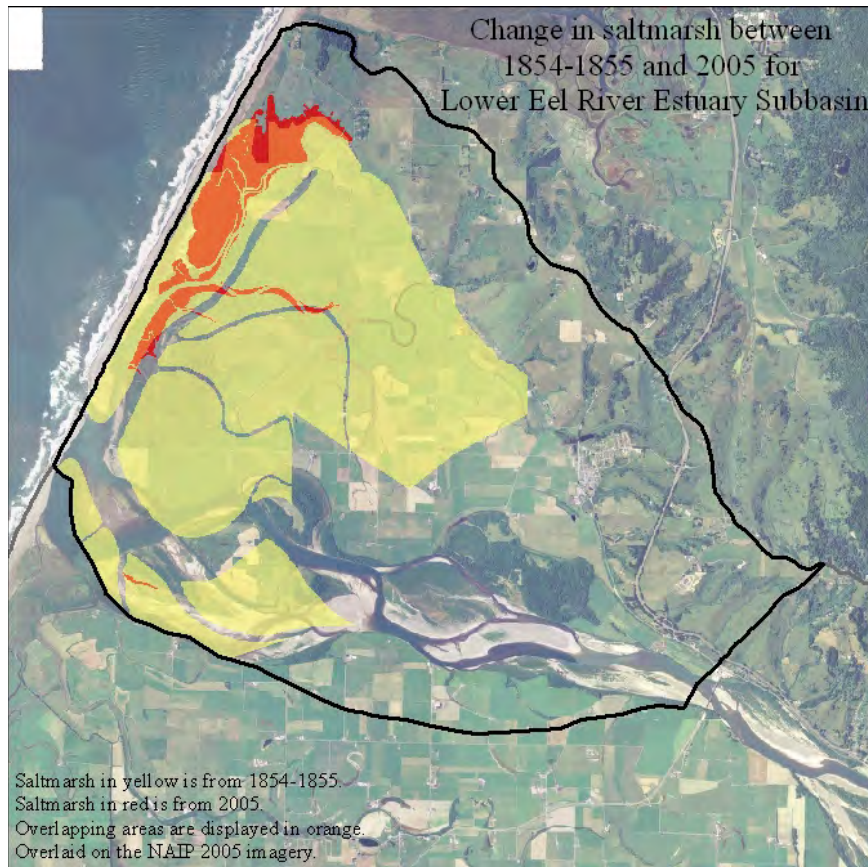 Change in saltmarsh between
1854-1855 and 2005 for
Lower Eel River Estuary Subbasin
Saltmarsh in yellow is from 1854-1855.
Saltmarsh in red is from 2005.
Overlapping areas are displayed in orange.
Overlaid on the NAIP 2005 imagery.